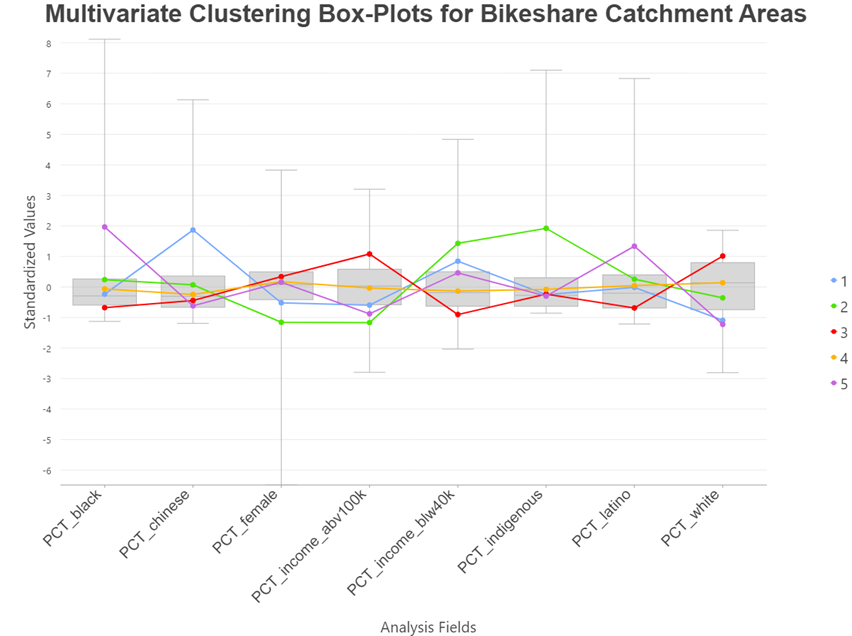 Multivariate Clustering Box-Plots for Bikeshare Catchment Areas
8
7
6
5
4
3
2
1
0
-1
-2
-3
-4
-5
-6
Standardized Values
PCT_black
PCT_chinese
PCT_female
PCT_income_abv100k
PCT_income_blw40k
PCT_indigenous
PCT_latino
PCT_white
Analysis Fields
1
2
3
4
5